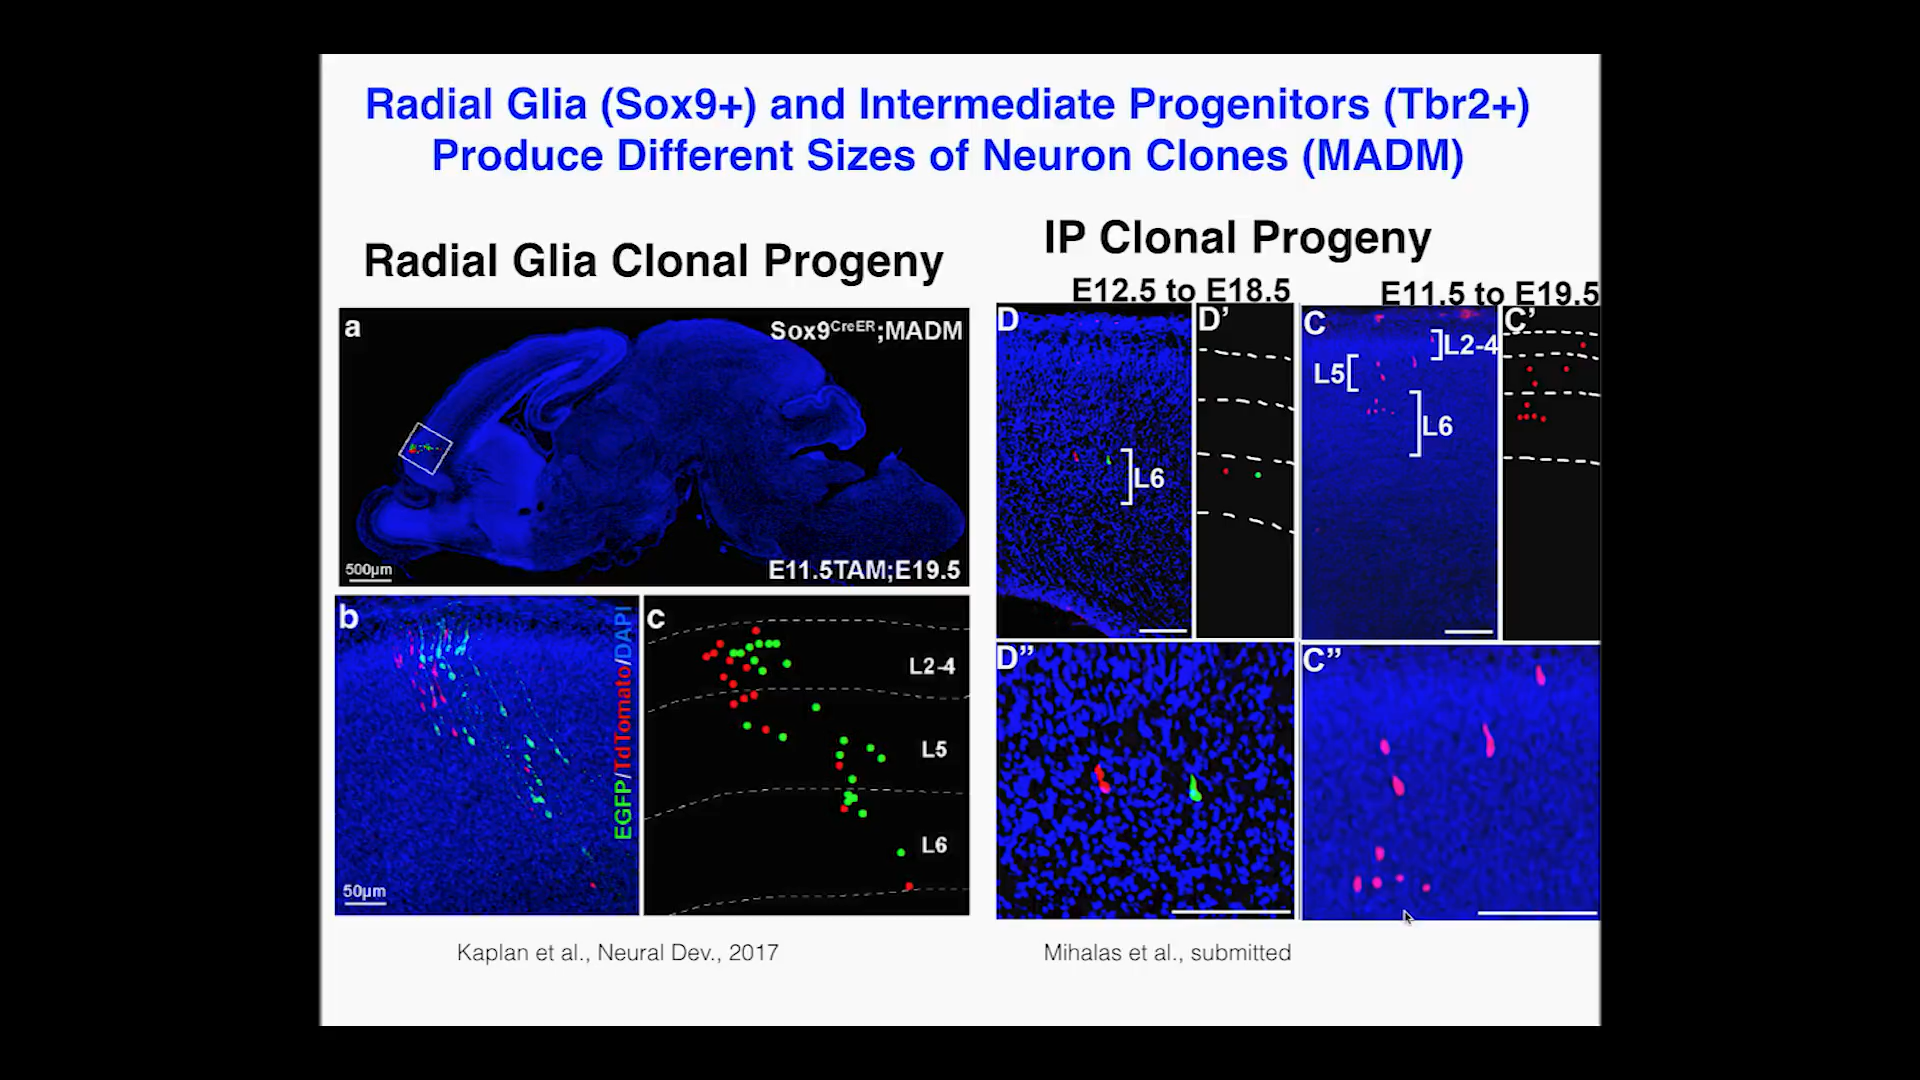 Radial Glia (Sox9+) and Intermediate Progenitors (Tbr2+)
Produce Different Sizes of Neuron Clones (MADM)
Radial Glia Clonal Progeny
a
Sox9CreER;MADM
500µm
E11.5TAM;E19.5
b
EGFP/TdTomato/DAPI
50µm
c
L2-4
L5
L6
Kaplan et al., Neural Dev., 2017
IP Clonal Progeny
E12.5 to E18.5
E11.5 to E19.5
D
L6
D’
C
L2-4
L5
L6
C’
D”
C”
Mihalas et al., submitted